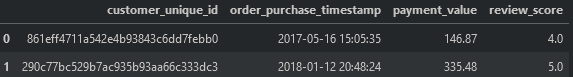 customer_unique_id order_purchase_timestamp payment_value review_score
0 861eff4711a542e4b93843c6dd7febb0 2017-05-16 15:05:35 146.87 4.0
1 290c77bc529b7ac935b93aa66c333dc3 2018-01-12 20:48:24 335.48 5.0